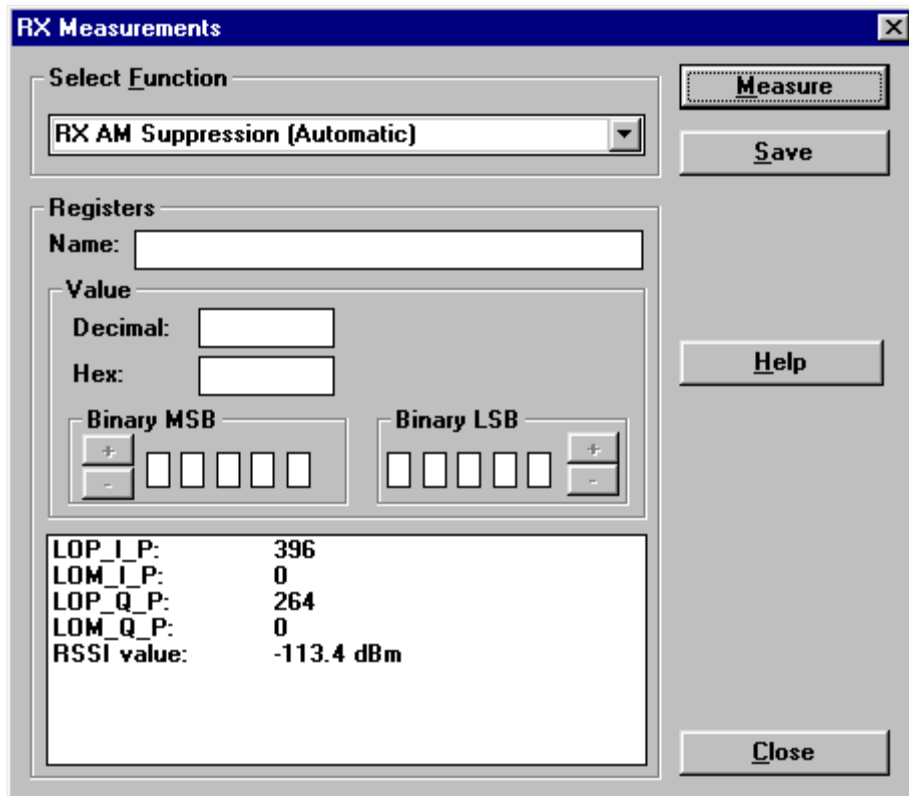 RX Measurements
Select Function
RX AM Suppression (Automatic)
Measure
Save
Registers
Name:
Value
Decimal:
Hex:
Help
Binary MSB
+
-
Binary LSB
+
-
LOP_I_P: 396
LOM_I_P: 0
LOP_Q_P: 264
LOM_Q_P: 0
RSSI value: -113.4 dBm
Close